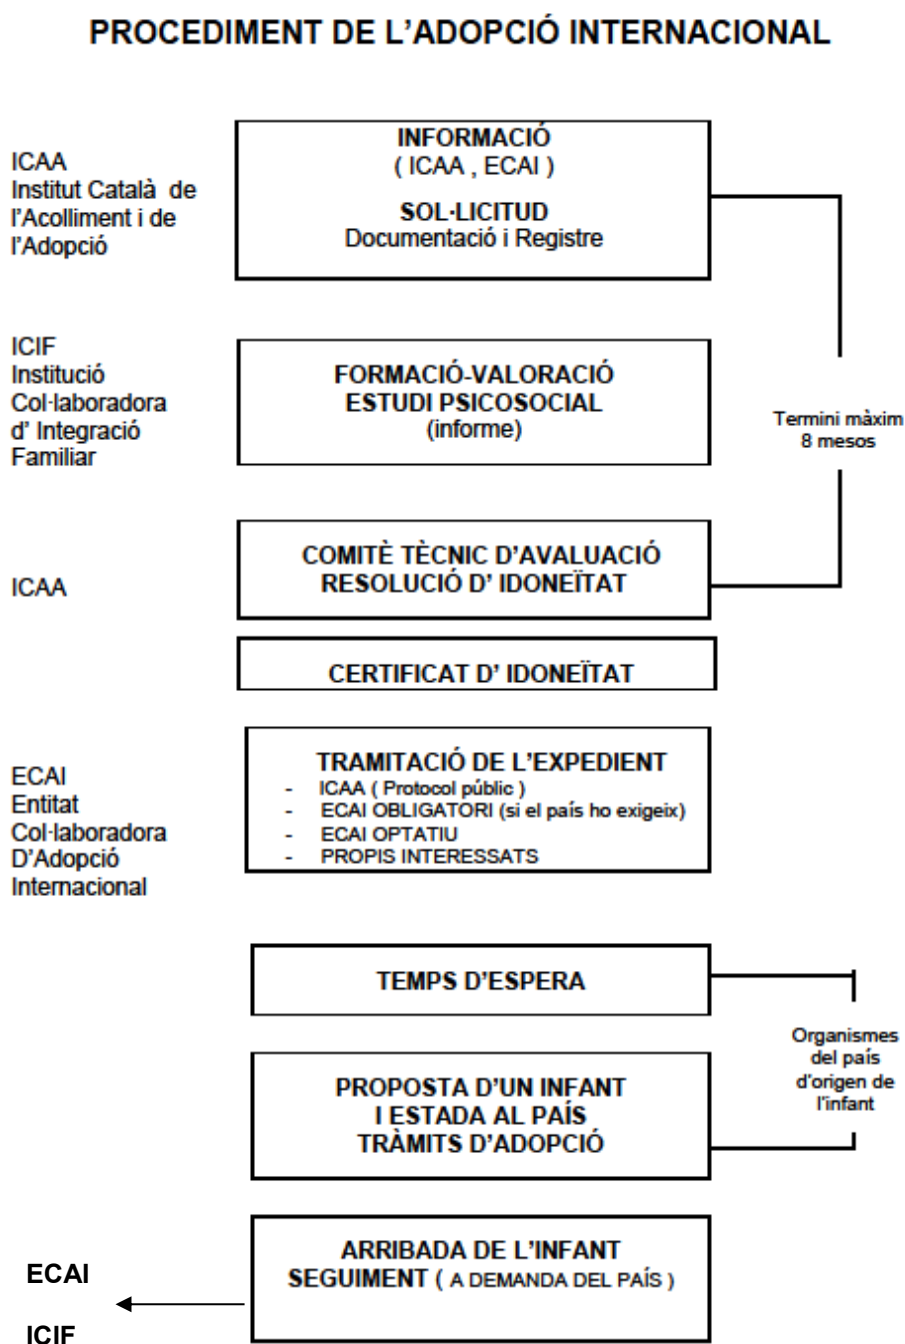 PROCEDIMENT DE L'ADOPCIÓ INTERNACIONAL
ICAA
Institut Català de
l'Acolliment i de
l'Adopció
INFORMACIÓ
( ICAA , ECAI )
SOL·LICITUD
Documentació i Registre
ICIF
Institució
Col·laboradora
d' Integració
Familiar
FORMACIÓ-VALORACIÓ
ESTUDI PSICOSOCIAL
(informe)
Termini màxim
8 mesos
ICAA
COMITÈ TÈCNIC D'AVALUACIÓ
RESOLUCIÓ D' IDONEÏTAT
CERTIFICAT D' IDONEÏTAT
ECAI
Entitat
Col·laboradora
D'Adopció
Internacional
TRAMITACIÓ DE L'EXPEDIENT
- ICAA ( Protocol públic )
- ECAI OBLIGATORI (si el país ho exigeix)
- ECAI OPTATIU
- PROPIS INTERESSATS
TEMPS D'ESPERA
Organismes
del país
d'origen de
l'infant
PROPOSTA D'UN INFANT
I ESTADA AL PAÍS
TRÀMITS D'ADOPCIÓ
ARRIBADA DE L'INFANT
SEGUIMENT ( A DEMANDA DEL PAÍS )
ECAI
ICIF